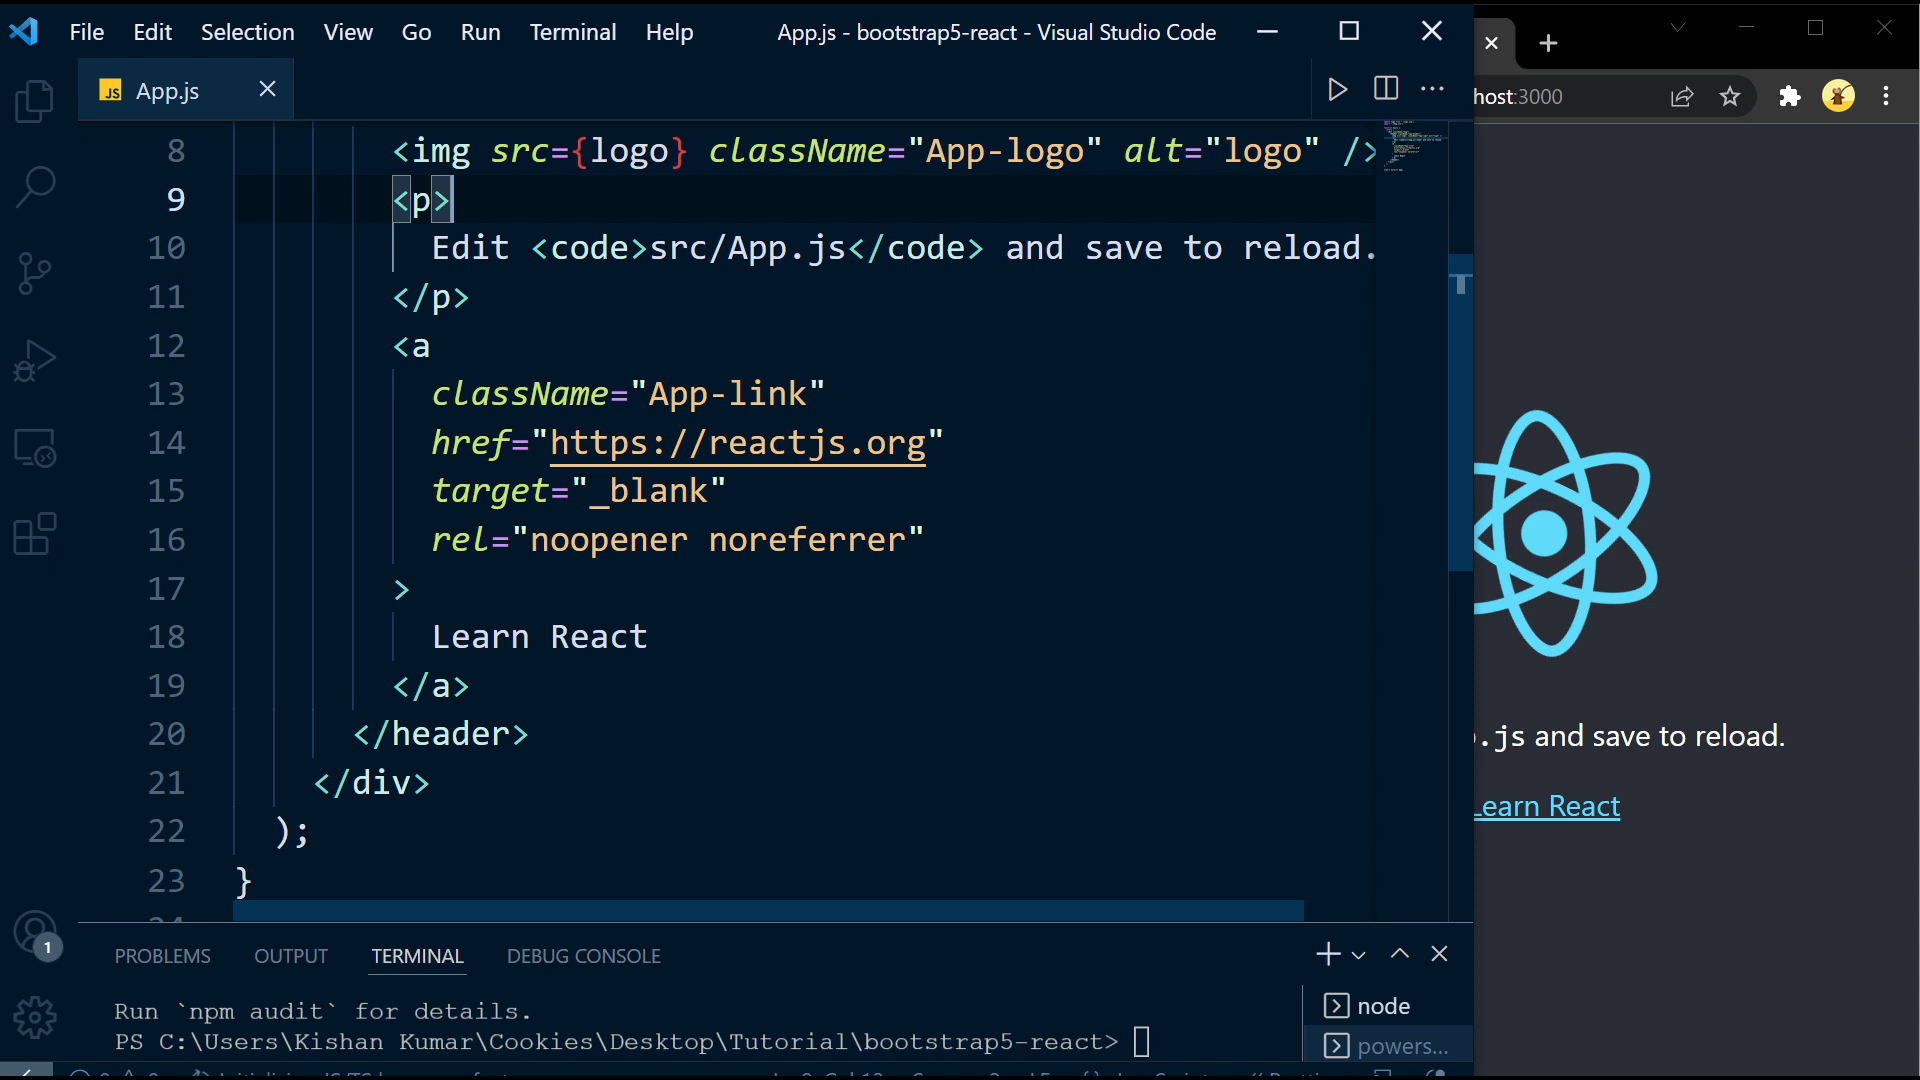 File Edit Selection View Go Run Terminal Help App.js - bootstrap5-react - Visual Studio Code
JS App.js
host:3000
8 <img src={logo} className="App-logo" alt="logo" />
9 <p>
10 Edit <code>src/App.js</code> and save to reload.
11 </p>
12 <a
13 className="App-link"
14 href="https://reactjs.org"
15 target="_blank"
16 rel="noopener noreferrer"
17 >
18 Learn React
19 </a>
20 </header>
21 </div>
22 );
23 }
.js and save to reload.
Learn React
1
PROBLEMS OUTPUT TERMINAL DEBUG CONSOLE
Run `npm audit` for details.
PS C:\Users\Kishan Kumar\Cookies\Desktop\Tutorial\bootstrap5-react>
node
powers...